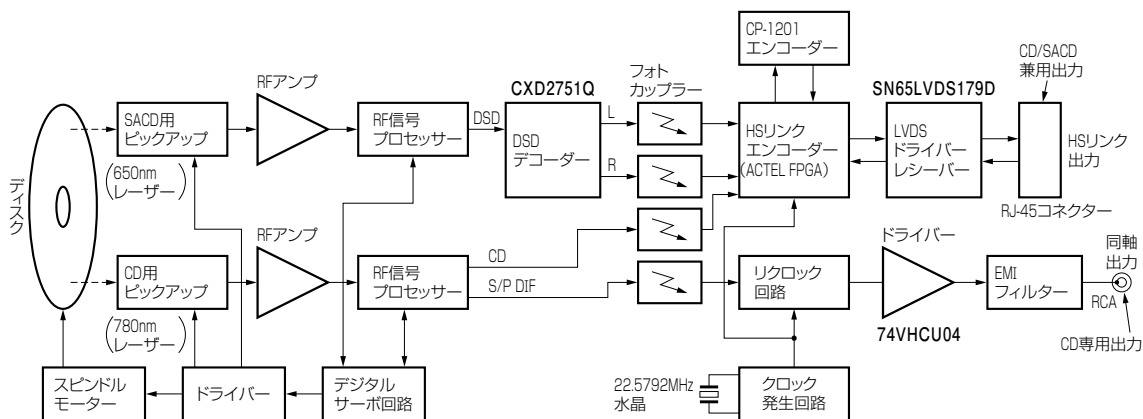 CP-1201
エンコーダー
CD/SACD
兼用出力
フォト
カップラー
RFアンプ
CXD2751Q
SN65LVDS179D
SACD用
ピックアップ
RF信号
プロセッサー
DSD
DSD
デコーダー
L
R
HSリンク
エンコーダー
(ACTEL FPGA)
LVDS
ドライバー
レシーバー
HSリンク
出力
(650nm
レーザー)
ディスク
RJ-45コネクター
RFアンプ
CD
ドライバー
同軸
出力
CD用
ピックアップ
RF信号
プロセッサー
S/P DIF
リクロック
回路
EMI
フィルター
RCA
(780nm
レーザー)
74VHCU04
CD専用出力
スピンドル
モーター
ドライバー
デジタル
サーボ回路
22.5792MHz
水晶
クロック
発生回路